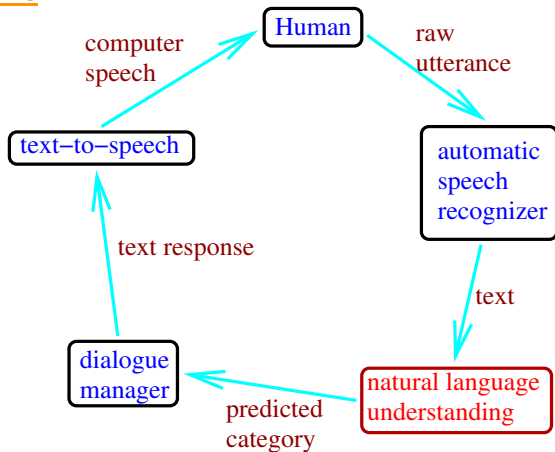 Human
computer
speech
raw
utterance
text−to−speech
automatic
speech
recognizer
text response
text
dialogue
manager
natural language
understanding
predicted
category